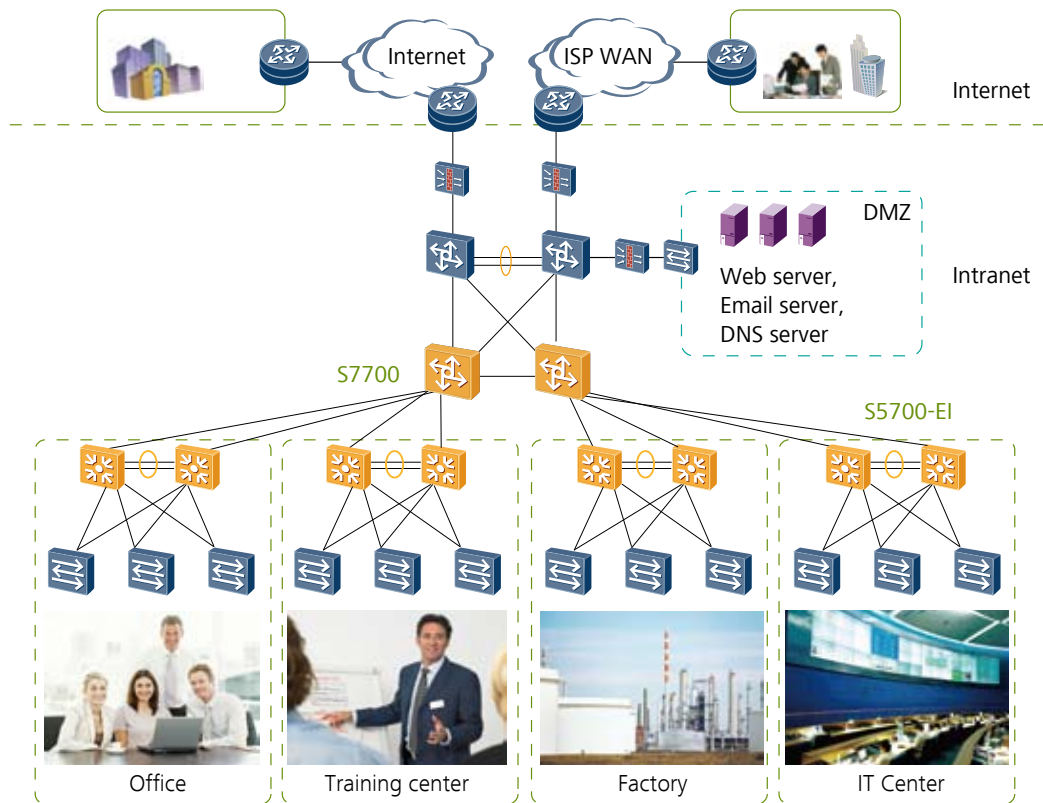 Internet
ISP WAN
Internet
DMZ
Web server,
Email server,
DNS server
Intranet
S7700
S5700-EI
Office
Training center
Factory
IT Center